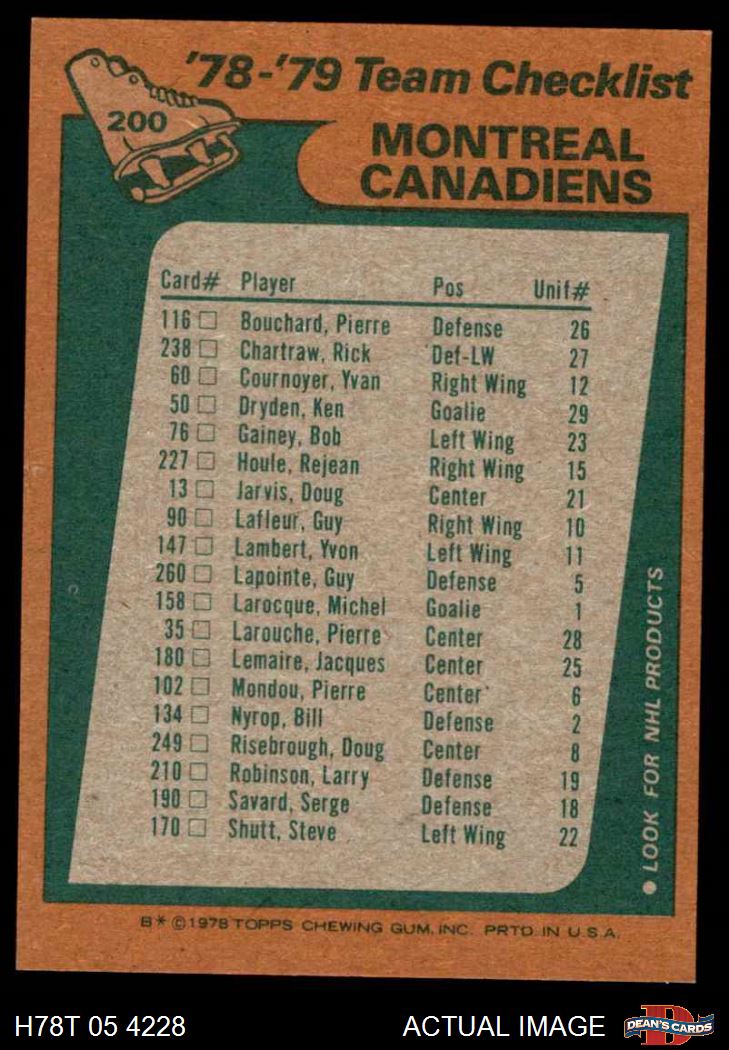 '78-'79 Team Checklist
200
MONTREAL
CANADIENS
Card# Player Pos Unif#
116 Bouchard, Pierre Defense 26
238 Chartraw, Rick Def-LW 27
60 Cournoyer, Yvan Right Wing 12
50 Dryden, Ken Goalie 29
76 Gainey, Bob Left Wing 23
227 Houle, Rejean Right Wing 15
13 Jarvis, Doug Center 21
90 Lafleur, Guy Right Wing 10
147 Lambert, Yvon Left Wing 11
260 Lapointe, Guy Defense 5
158 Larocque, Michel Goalie 1
35 Larouche, Pierre Center 28
180 Lemaire, Jacques Center 25
102 Mondou, Pierre Center 6
134 Nyrop, Bill Defense 2
249 Risebrough, Doug Center 8
210 Robinson, Larry Defense 19
190 Savard, Serge Defense 18
170 Shutt, Steve Left Wing 22
● LOOK FOR NHL PRODUCTS
B* ©1978 TOPPS CHEWING GUM, INC. PRTD. IN U.S.A.
H78T 05 4228 ACTUAL IMAGE
D
DEAN'S CARDS